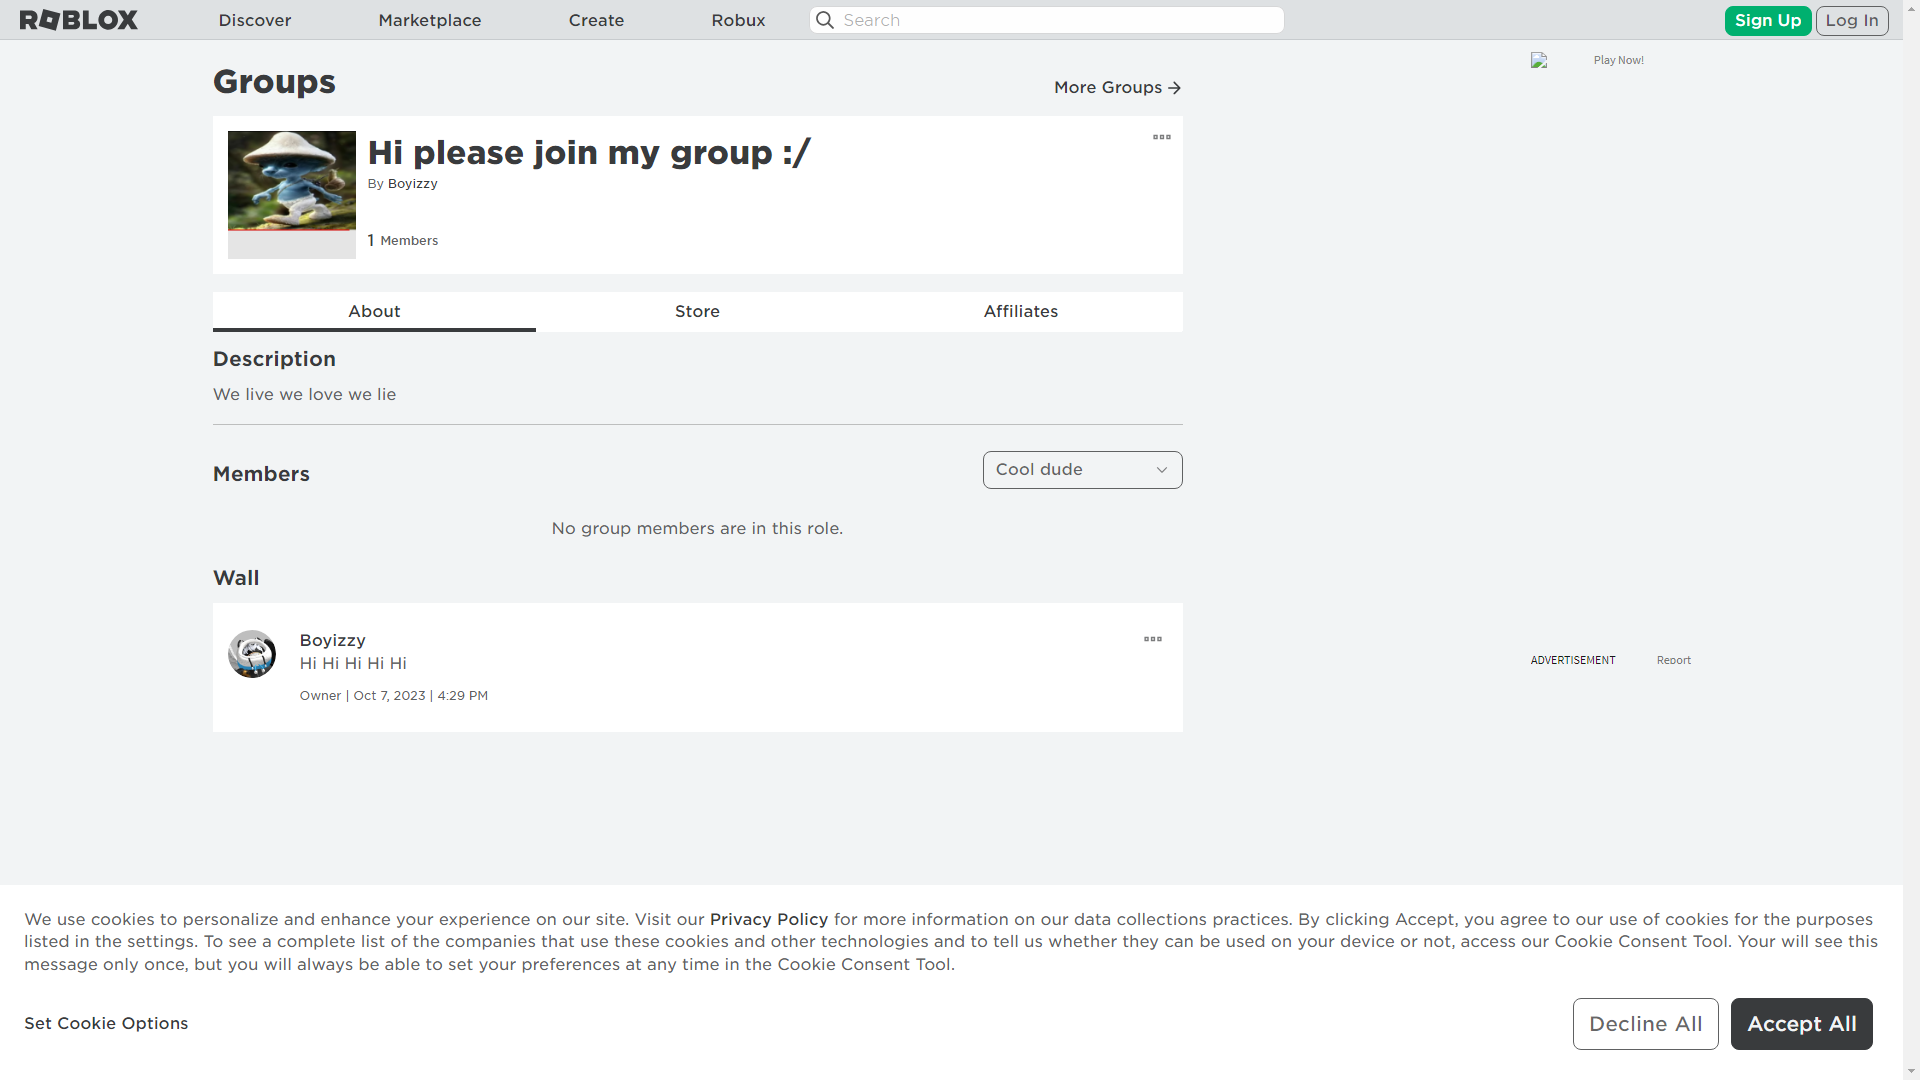 ROBLOX Discover Marketplace Create Robux Search Sign Up Log In
Play Now!
Groups
More Groups
Hi please join my group :/
By Boyizzy
1 Members
About Store Affiliates
Description
We live we love we lie
Members
Cool dude
No group members are in this role.
Wall
Boyizzy
Hi Hi Hi Hi Hi
Owner | Oct 7, 2023 | 4:29 PM
ADVERTISEMENT Report
We use cookies to personalize and enhance your experience on our site. Visit our Privacy Policy for more information on our data collections practices. By clicking Accept, you agree to our use of cookies for the purposes
listed in the settings. To see a complete list of the companies that use these cookies and other technologies and to tell us whether they can be used on your device or not, access our Cookie Consent Tool. Your will see this
message only once, but you will always be able to set your preferences at any time in the Cookie Consent Tool.
Set Cookie Options
Decline All
Accept All